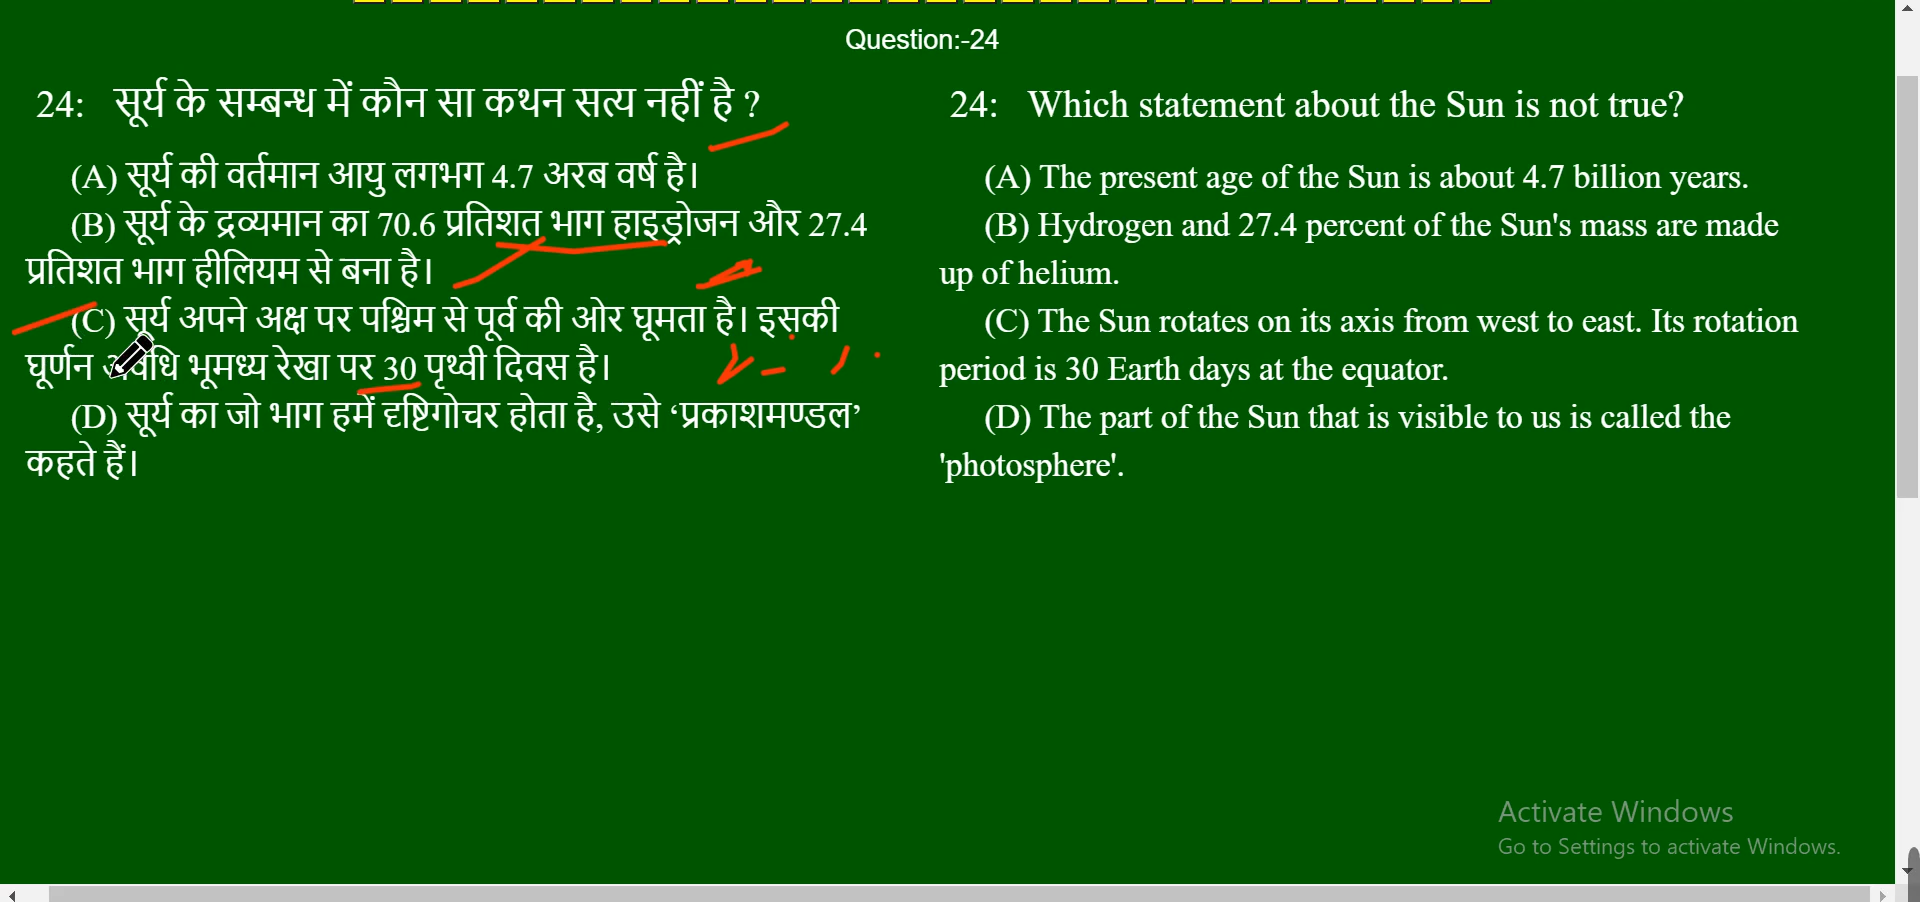 Question:-24
24: सूर्य के सम्बन्ध में कौन सा कथन सत्य नहीं है ?
(A) सूर्य की वर्तमान आयु लगभग 4.7 अरब वर्ष है।
(B) सूर्य के द्रव्यमान का 70.6 प्रतिशत भाग हाइड्रोजन और 27.4
प्रतिशत भाग हीलियम से बना है।
(C) सूर्य अपने अक्ष पर पश्चिम से पूर्व की ओर घूमता है। इसकी
घूर्णन अवधि भूमध्य रेखा पर 30 पृथ्वी दिवस है।
(D) सूर्य का जो भाग हमें दृष्टिगोचर होता है, उसे ‘प्रकाशमण्डल’
कहते हैं।
24: Which statement about the Sun is not true?
(A) The present age of the Sun is about 4.7 billion years.
(B) Hydrogen and 27.4 percent of the Sun's mass are made
up of helium.
(C) The Sun rotates on its axis from west to east. Its rotation
period is 30 Earth days at the equator.
(D) The part of the Sun that is visible to us is called the
'photosphere'.
Activate Windows
Go to Settings to activate Windows.